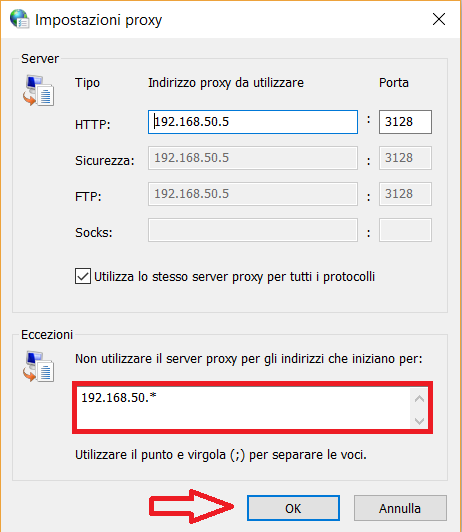 Impostazioni proxy
Server
Tipo Indirizzo proxy da utilizzare Porta
HTTP: 192.168.50.5 : 3128
Sicurezza: 192.168.50.5 : 3128
FTP: 192.168.50.5 : 3128
Socks: :
Utilizza lo stesso server proxy per tutti i protocolli
Eccezioni
Non utilizzare il server proxy per gli indirizzi che iniziano per:
192.168.50.*
Utilizzare il punto e virgola (;) per separare le voci.
OK Annulla